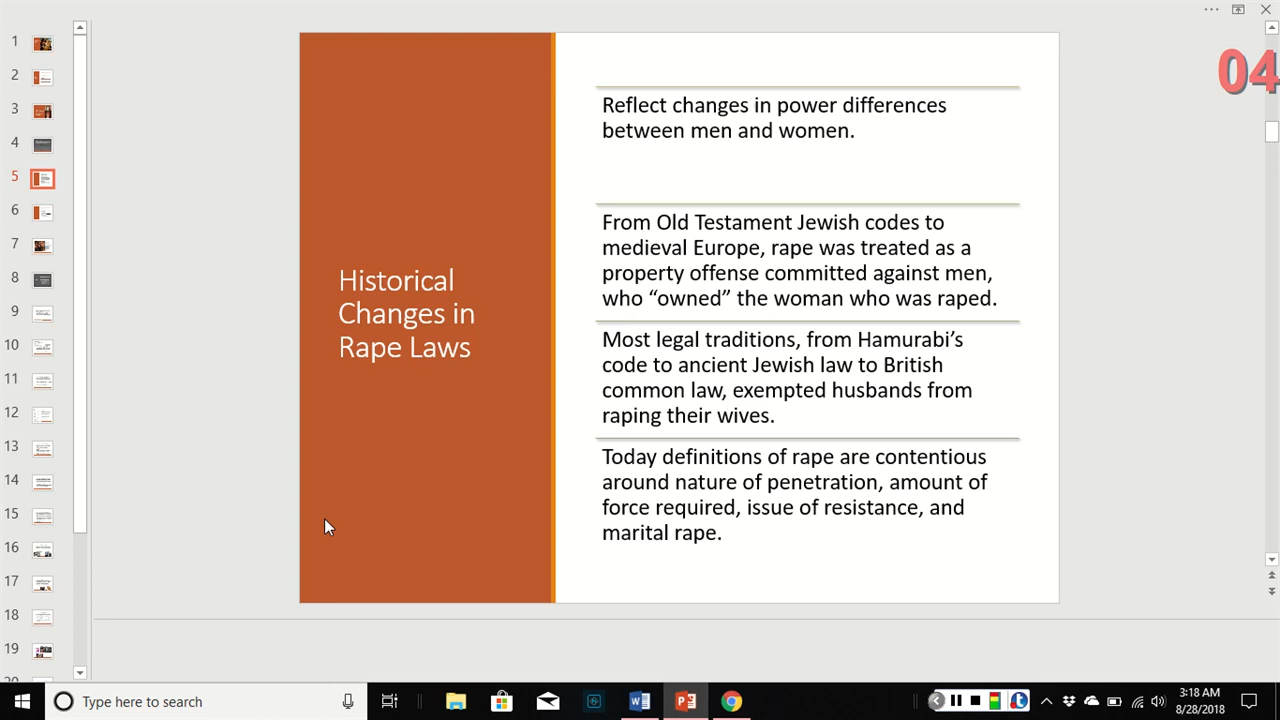 04
1
2
3
4
5
6
7
8
9
10
11
12
13
14
15
16
17
18
19
Historical
Changes in
Rape Laws
Reflect changes in power differences
between men and women.
From Old Testament Jewish codes to
medieval Europe, rape was treated as a
property offense committed against men,
who “owned” the woman who was raped.
Most legal traditions, from Hamurabi’s
code to ancient Jewish law to British
common law, exempted husbands from
raping their wives.
Today definitions of rape are contentious
around nature of penetration, amount of
force required, issue of resistance, and
marital rape.
Type here to search
3:18 AM
8/28/2018